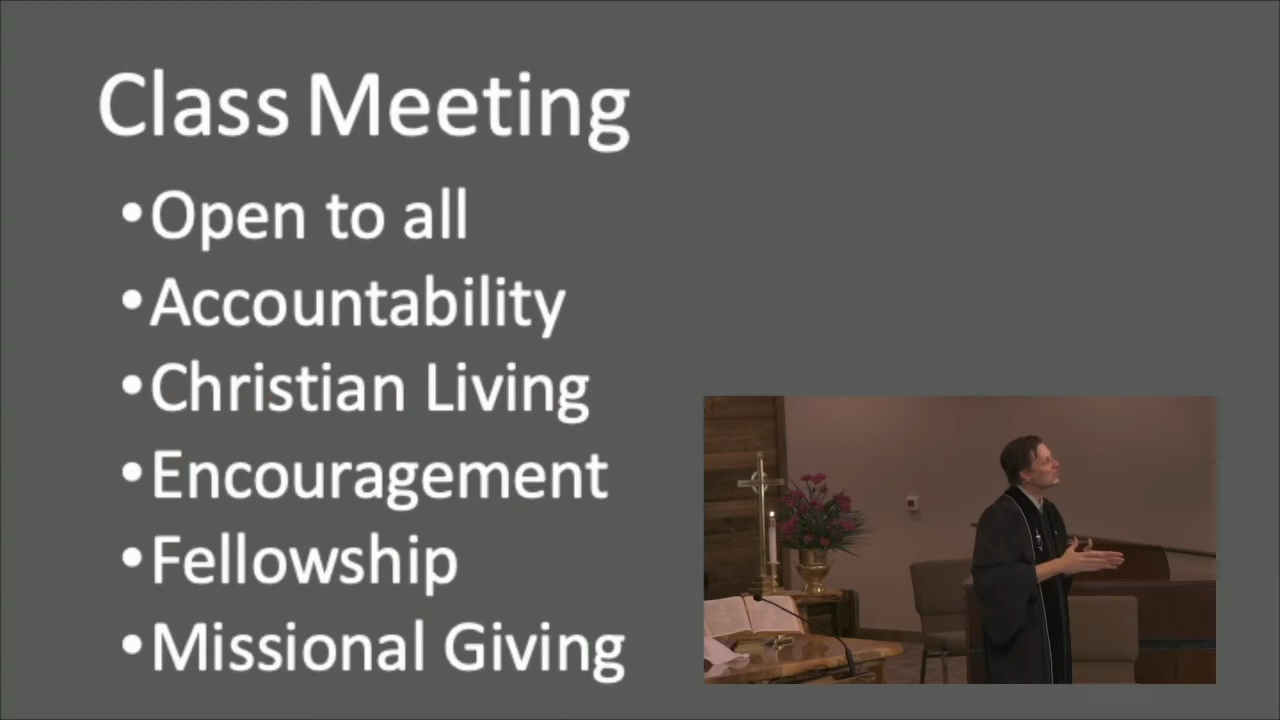 Class Meeting
•Open to all
•Accountability
•Christian Living
•Encouragement
•Fellowship
•Missional Giving